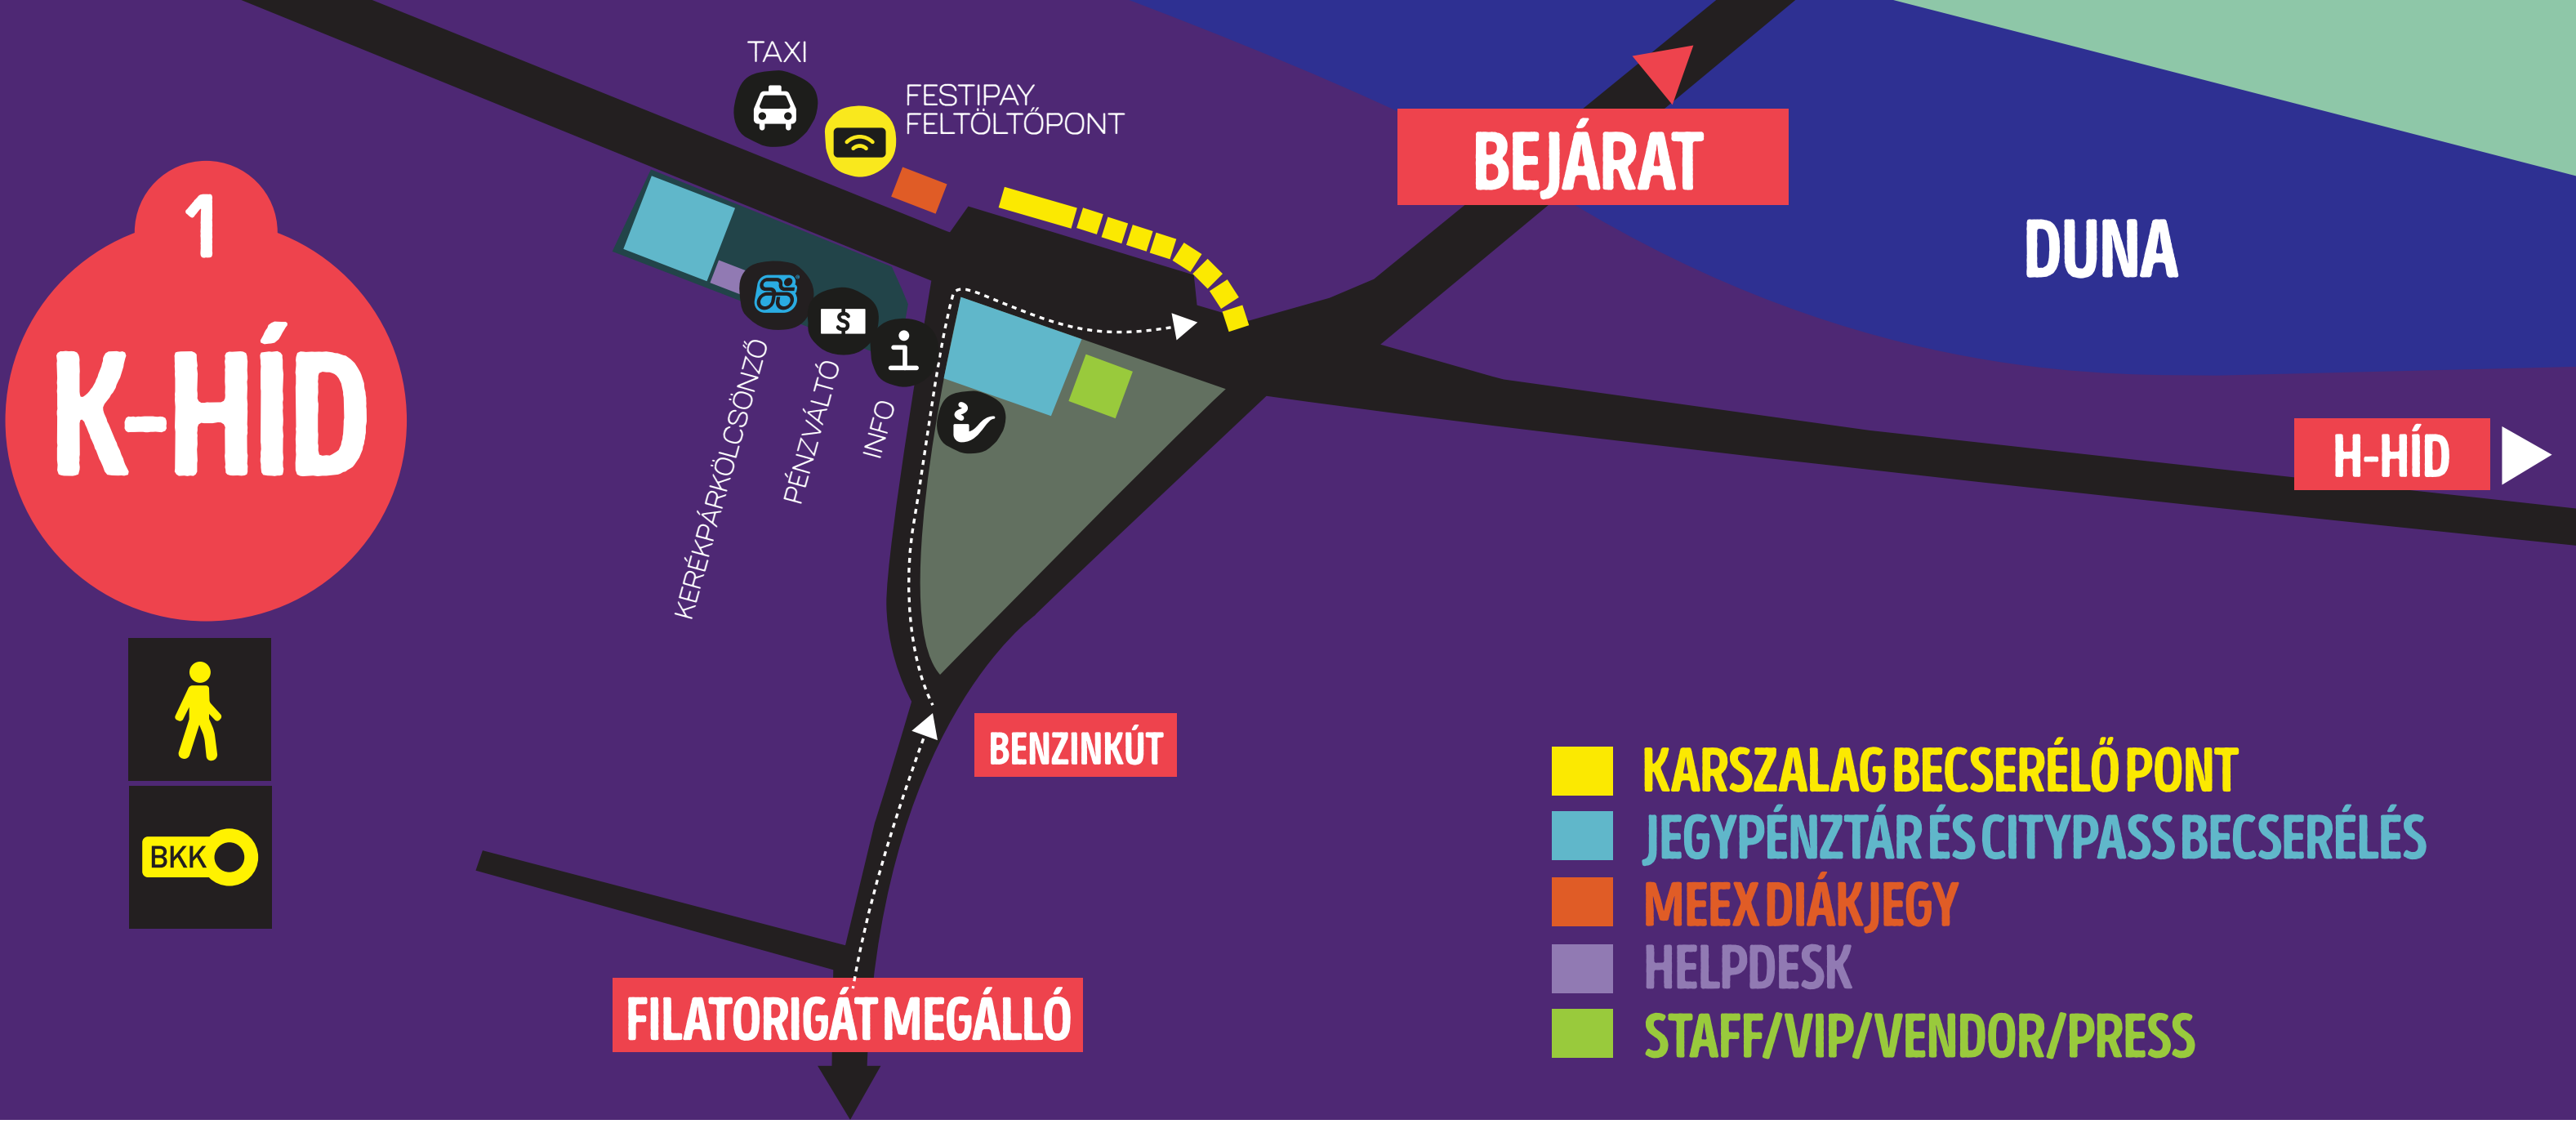 TAXI
FESTIPAY
FELTÖLTŐPONT
BEJÁRAT
1
K-HÍD
DUNA
KERÉKPÁRKÖLCSÖNZŐ
PÉNZVÁLTÓ
INFO
H-HÍD
BENZINKÚT
BKK
FILATORIGÁT MEGÁLLÓ
KARSZALAG BECSERÉLŐ PONT
JEGYPÉNZTÁR ÉS CITYPASS BECSERÉLÉS
MEEX DIÁKJEGY
HELPDESK
STAFF/VIP/VENDOR/PRESS